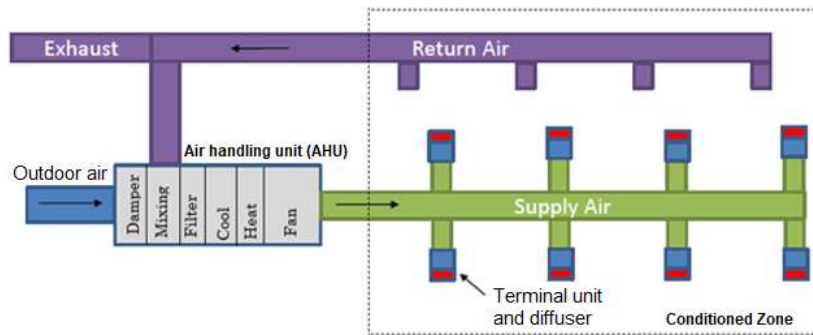 Exhaust
Return Air
Air handling unit (AHU)
Outdoor air
Damper
Mixing
Filter
Cool
Heat
Fan
Supply Air
Terminal unit
and diffuser
Conditioned Zone